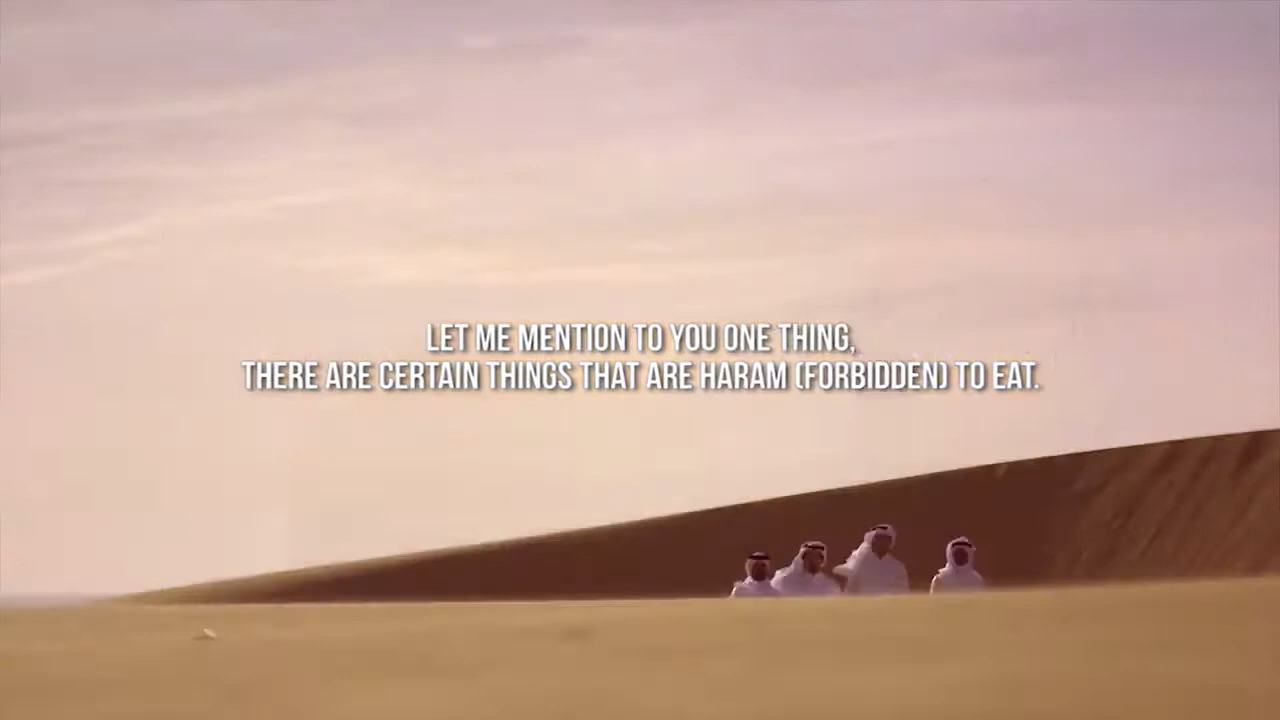 LET ME MENTION TO YOU ONE THING,
THERE ARE CERTAIN THINGS THAT ARE HARAM (FORBIDDEN) TO EAT.